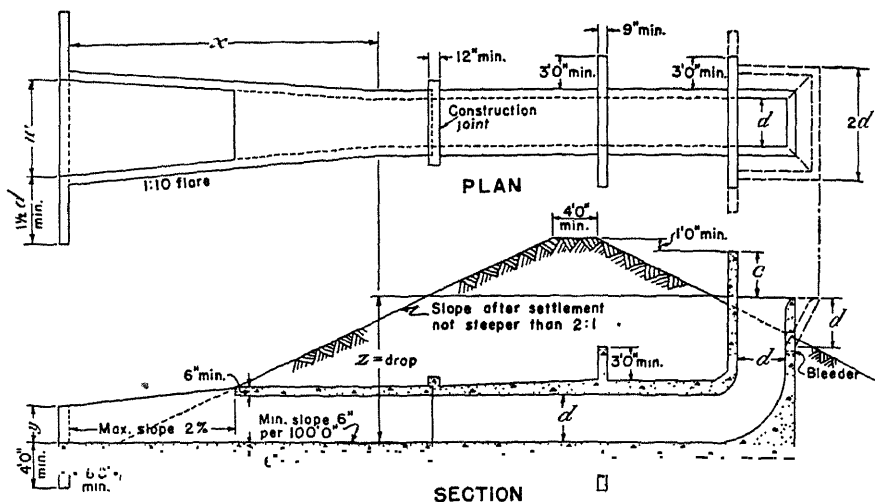 x
12" min.
9" min.
3'0" min.
3'0" min.
Construction
joint
d
2d
1:10 flare
1½ d
min.
PLAN
4'0"
min.
1'0" min.
c
Slope after settlement
not steeper than 2:1
d
z = drop
6" min.
3'0" min.
d
Bleeder
y
Max. slope 2%
Min. slope 6"
per 100'0"
d
4'0"
min.
min.
SECTION